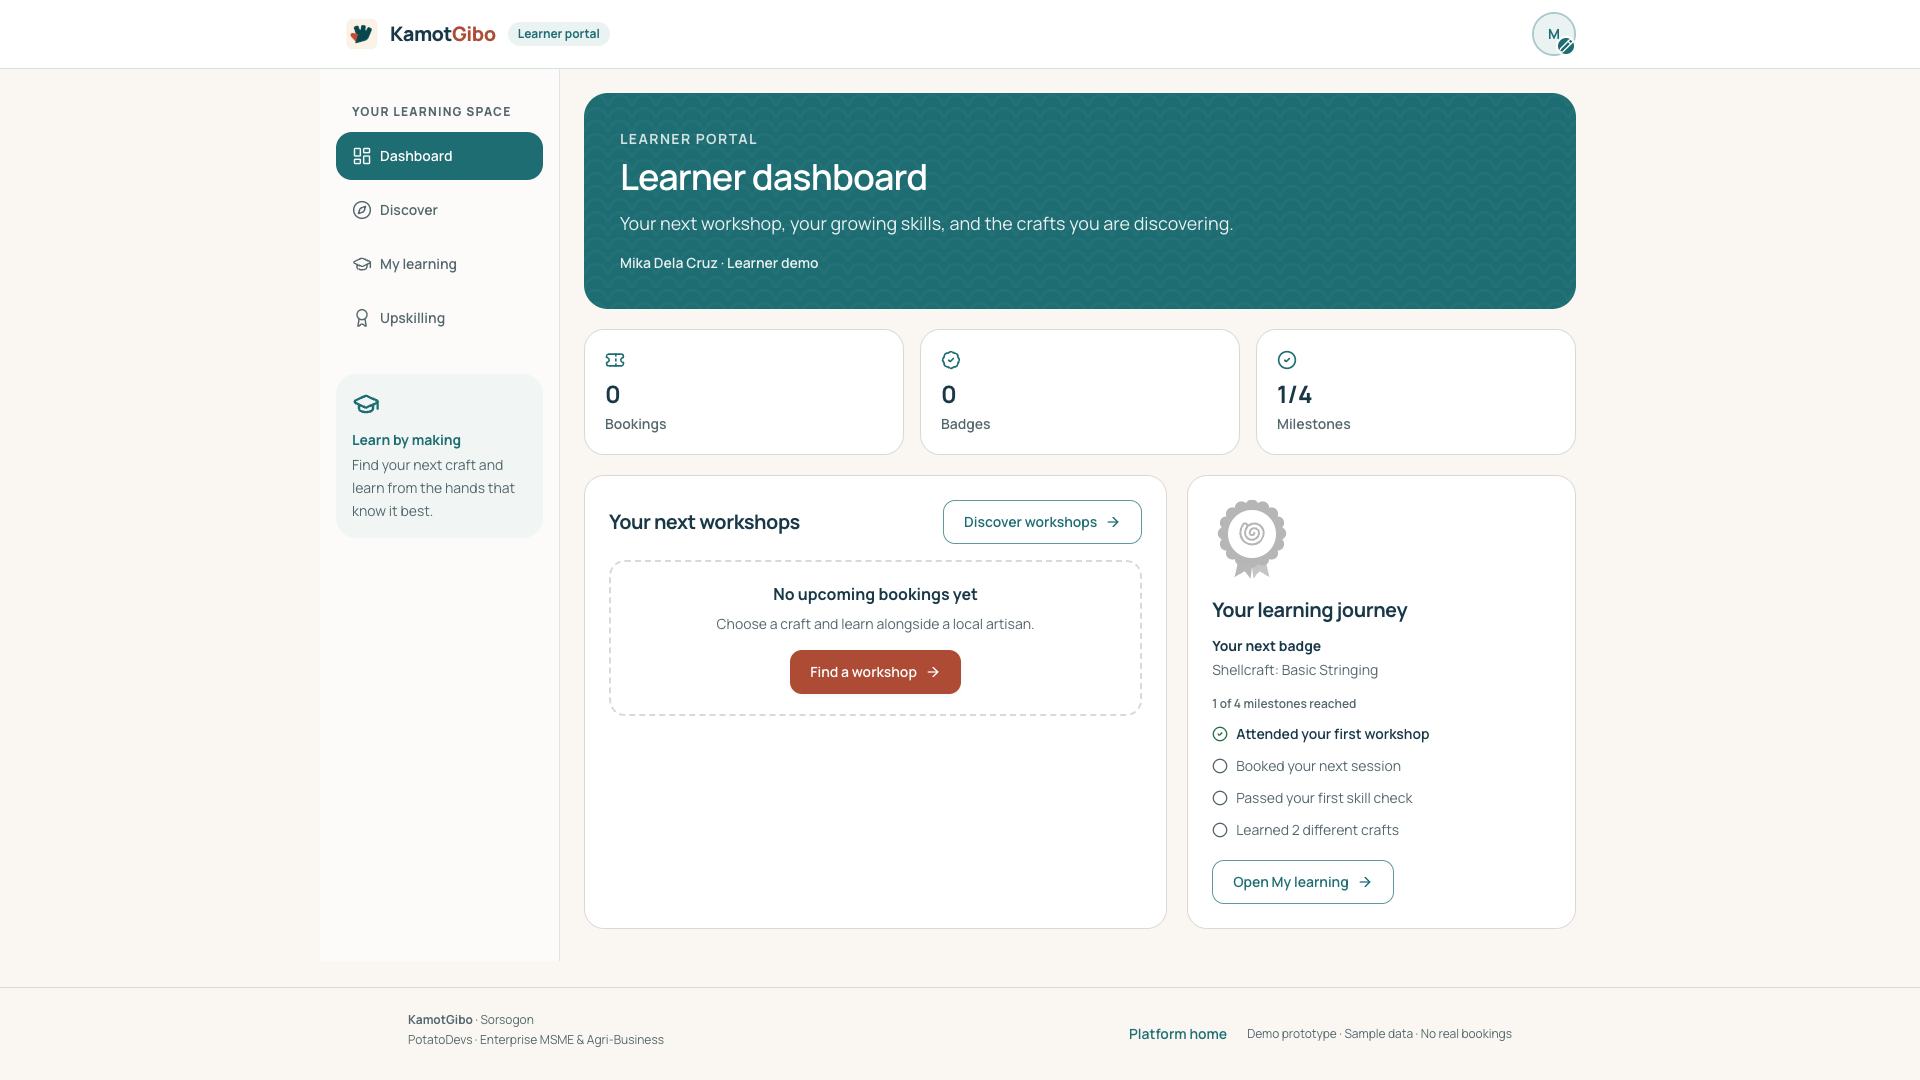 KamotGibo
Learner portal
M
YOUR LEARNING SPACE
Dashboard
Discover
My learning
Upskilling
Learn by making
Find your next craft and
learn from the hands that
know it best.
LEARNER PORTAL
Learner dashboard
Your next workshop, your growing skills, and the crafts you are discovering.
Mika Dela Cruz · Learner demo
0
Bookings
0
Badges
1/4
Milestones
Your next workshops
Discover workshops
No upcoming bookings yet
Choose a craft and learn alongside a local artisan.
Find a workshop
Your learning journey
Your next badge
Shellcraft: Basic Stringing
1 of 4 milestones reached
Attended your first workshop
Booked your next session
Passed your first skill check
Learned 2 different crafts
Open My learning
KamotGibo · Sorsogon
PotatoDevs · Enterprise MSME & Agri-Business
Platform home
Demo prototype · Sample data · No real bookings